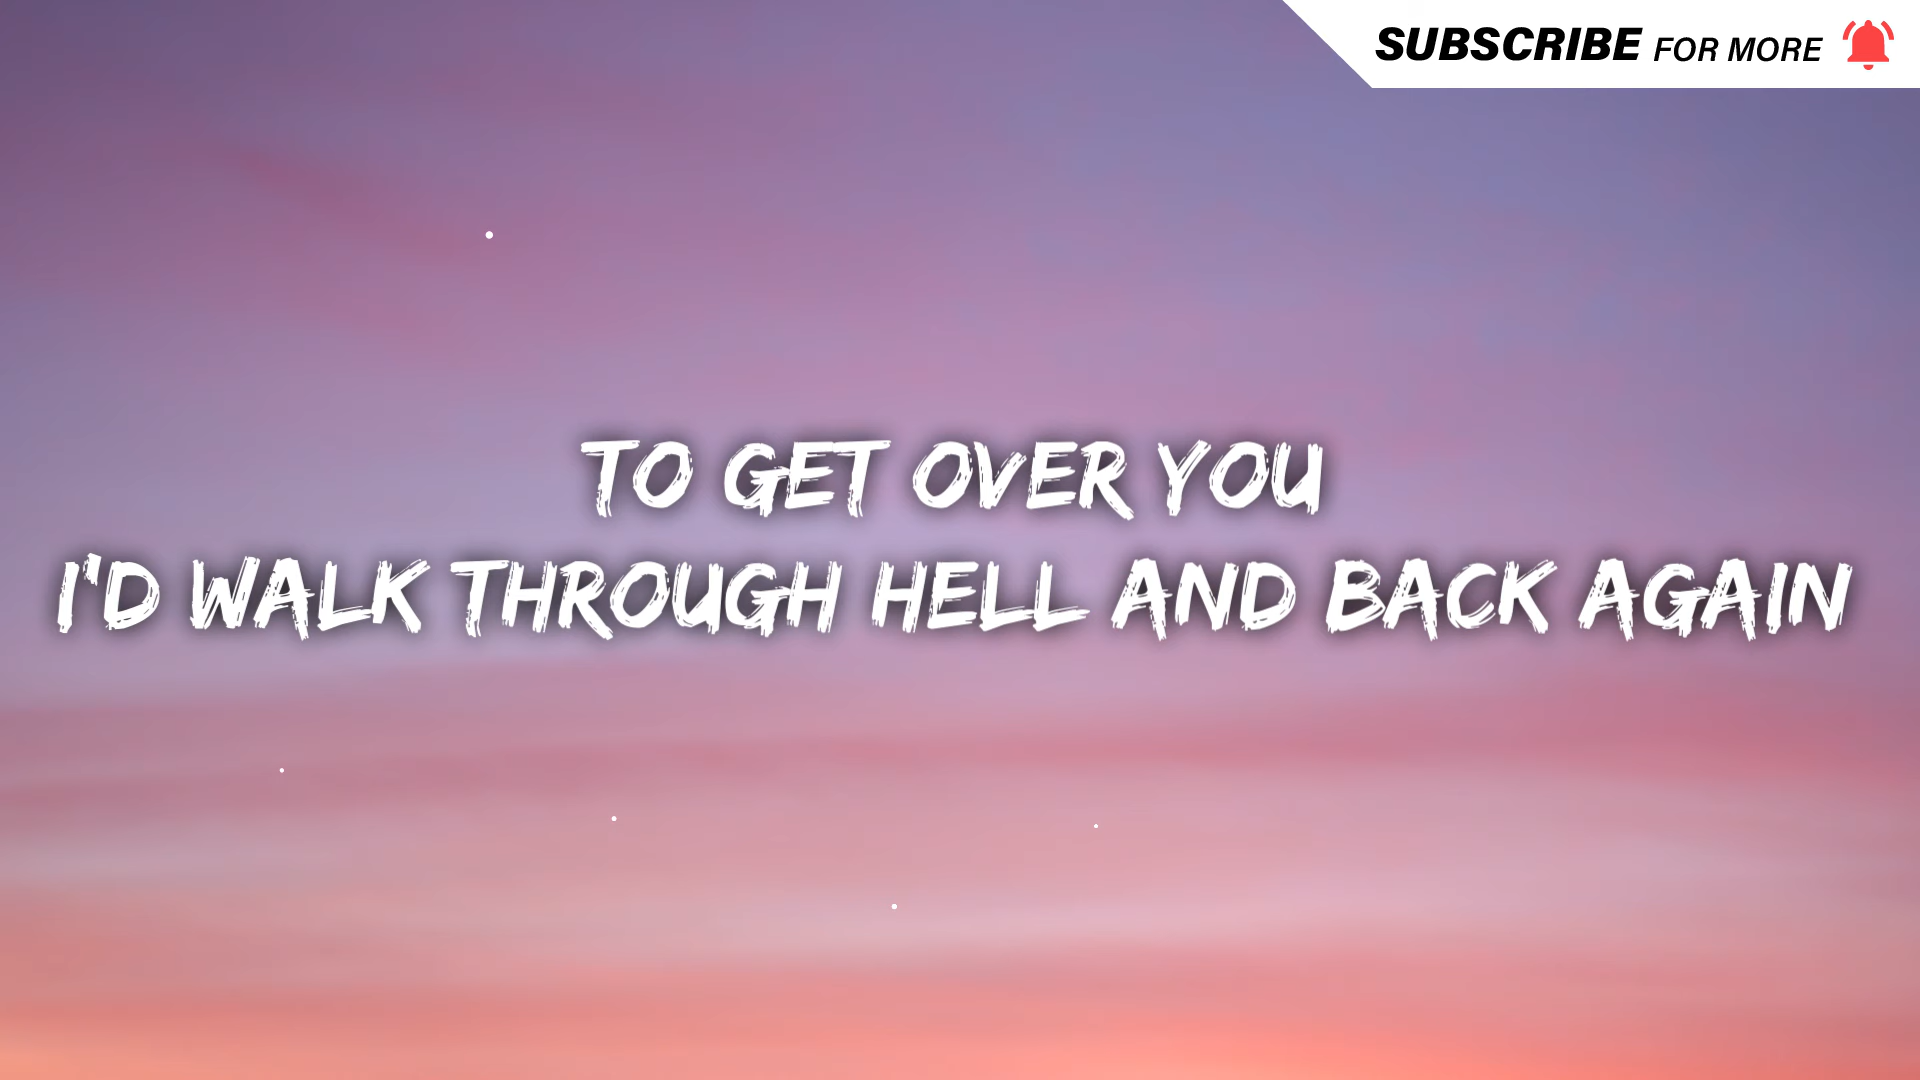 SUBSCRIBE FOR MORE
TO GET OVER YOU
I'D WALK THROUGH HELL AND BACK AGAIN